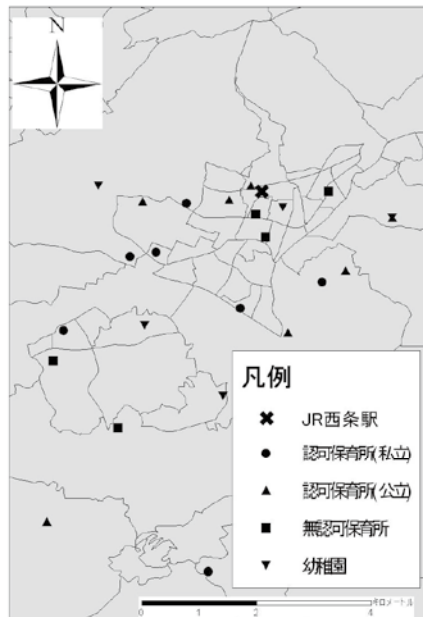 N
凡例
JR西条駅
認可保育所(私立)
認可保育所(公立)
無認可保育所
幼稚園
キロメートル
0 1 2 4